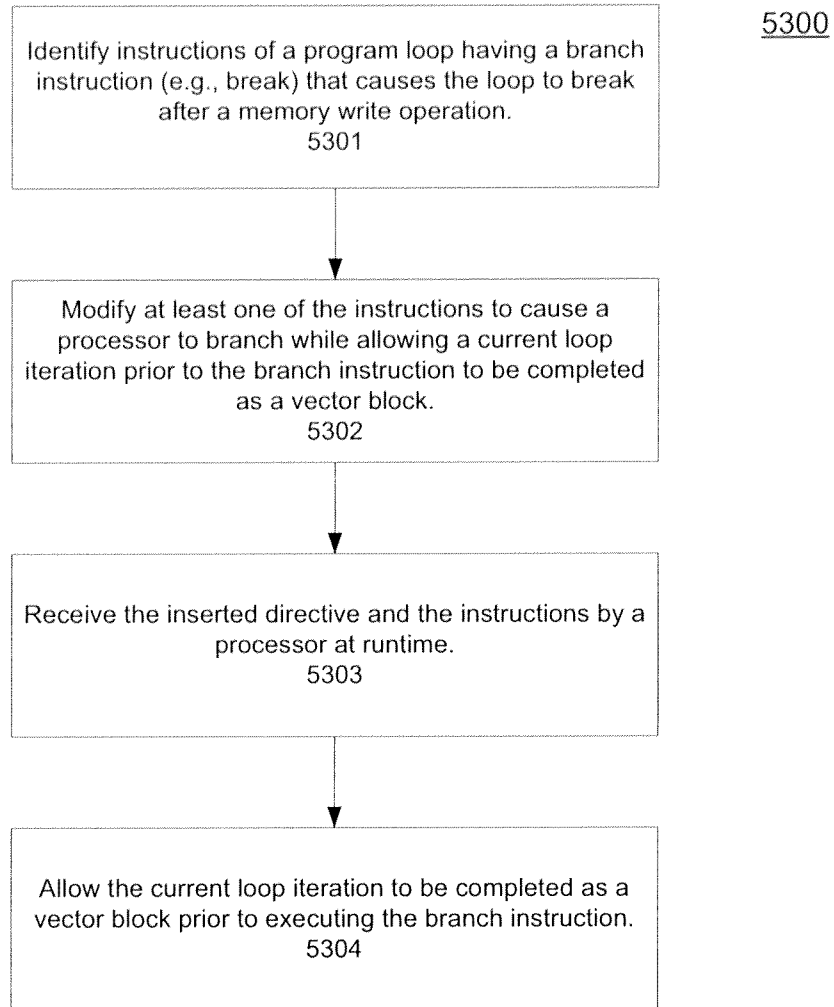 5300
Identify instructions of a program loop having a branch
instruction (e.g., break) that causes the loop to break
after a memory write operation.
5301
Modify at least one of the instructions to cause a
processor to branch while allowing a current loop
iteration prior to the branch instruction to be completed
as a vector block.
5302
Receive the inserted directive and the instructions by a
processor at runtime.
5303
Allow the current loop iteration to be completed as a
vector block prior to executing the branch instruction.
5304